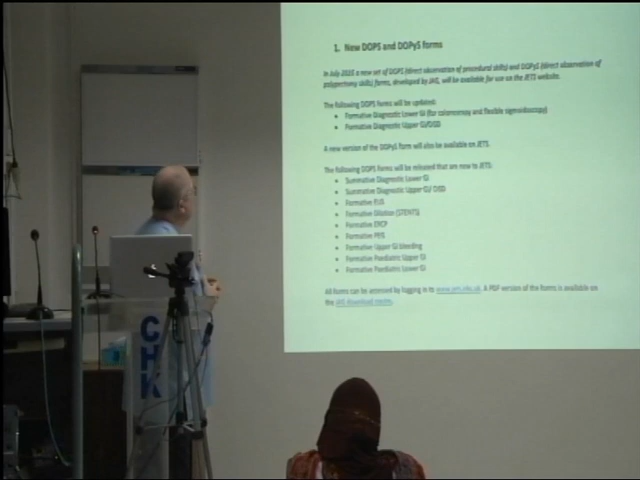 1. New DOPS and DOPyS forms
In July 2016 a new set of DOPS (direct observation of procedural skills) and DOPyS (direct observation of
polypectomy skills) forms, developed by JAG, will be available for use on the JETS website.
The following DOPS forms will be updated:
Formative Diagnostic Lower GI (for colonoscopy and flexible sigmoidoscopy)
Formative Diagnostic Upper GI/OGD
A new version of the DOPyS form will also be available on JETS.
The following DOPS forms will be released that are new to JETS:
Summative Diagnostic Lower GI
Summative Diagnostic Upper GI/ OGD
Formative EUS
Formative Dilation (STENTS)
Formative ERCP
Formative PEG
Formative Upper GI bleeding
Formative Paediatric Upper GI
Formative Paediatric Lower GI
All forms can be accessed by logging in to www.jets.nhs.uk. A PDF version of the forms is available on
the JAG download centre.
CHK